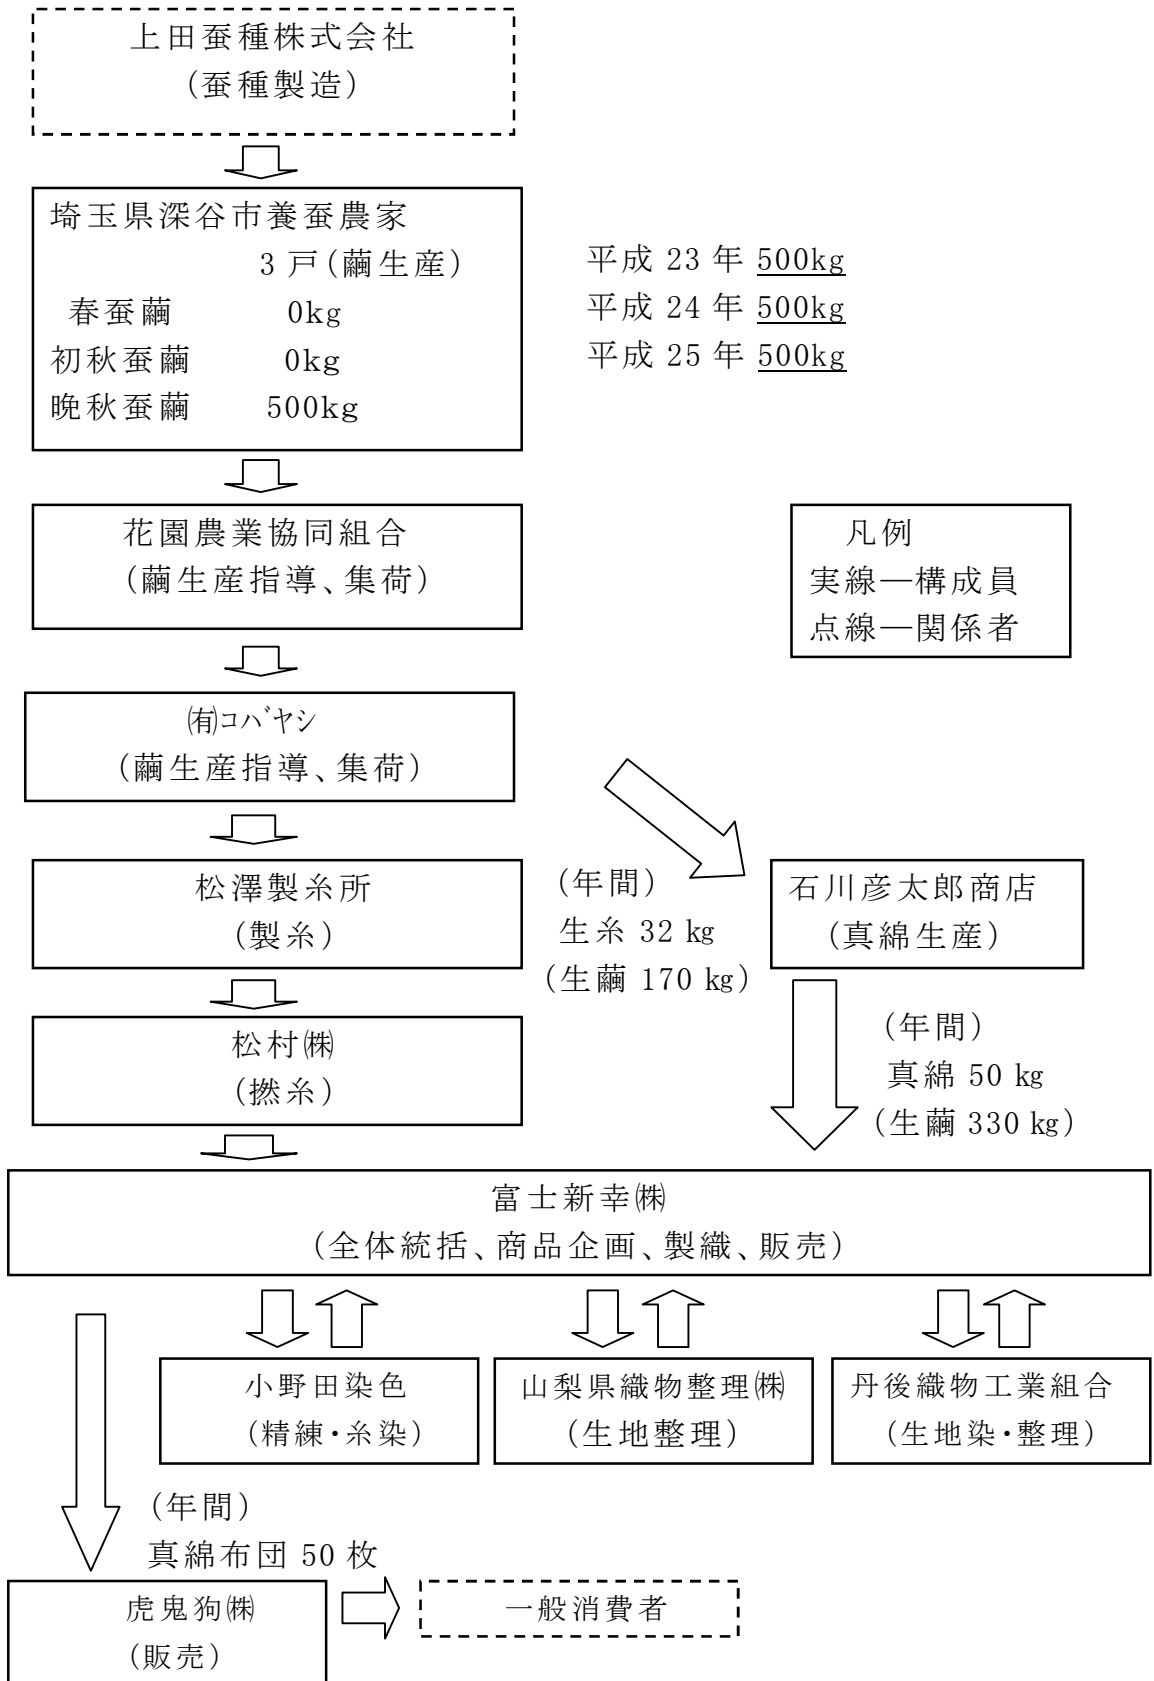 上田蚕種株式会社
(蚕種製造)
埼玉県深谷市養蚕農家
3 戸(繭生産)
春蚕繭 0kg
初秋蚕繭 0kg
晩秋蚕繭 500kg
平成 23 年 500kg
平成 24 年 500kg
平成 25 年 500kg
花園農業協同組合
(繭生産指導、集荷)
凡例
実線―構成員
点線―関係者
㈲コバヤシ
(繭生産指導、集荷)
松澤製糸所
(製糸)
(年間)
生糸 32 ㎏
(生繭 170 ㎏)
石川彦太郎商店
(真綿生産)
松村㈱
(撚糸)
(年間)
真綿 50 ㎏
(生繭 330 ㎏)
富士新幸㈱
(全体統括、商品企画、製織、販売)
小野田染色
(精練・糸染)
山梨県織物整理㈱
(生地整理)
丹後織物工業組合
(生地染・整理)
(年間)
真綿布団 50 枚
虎鬼狗㈱
(販売)
一般消費者